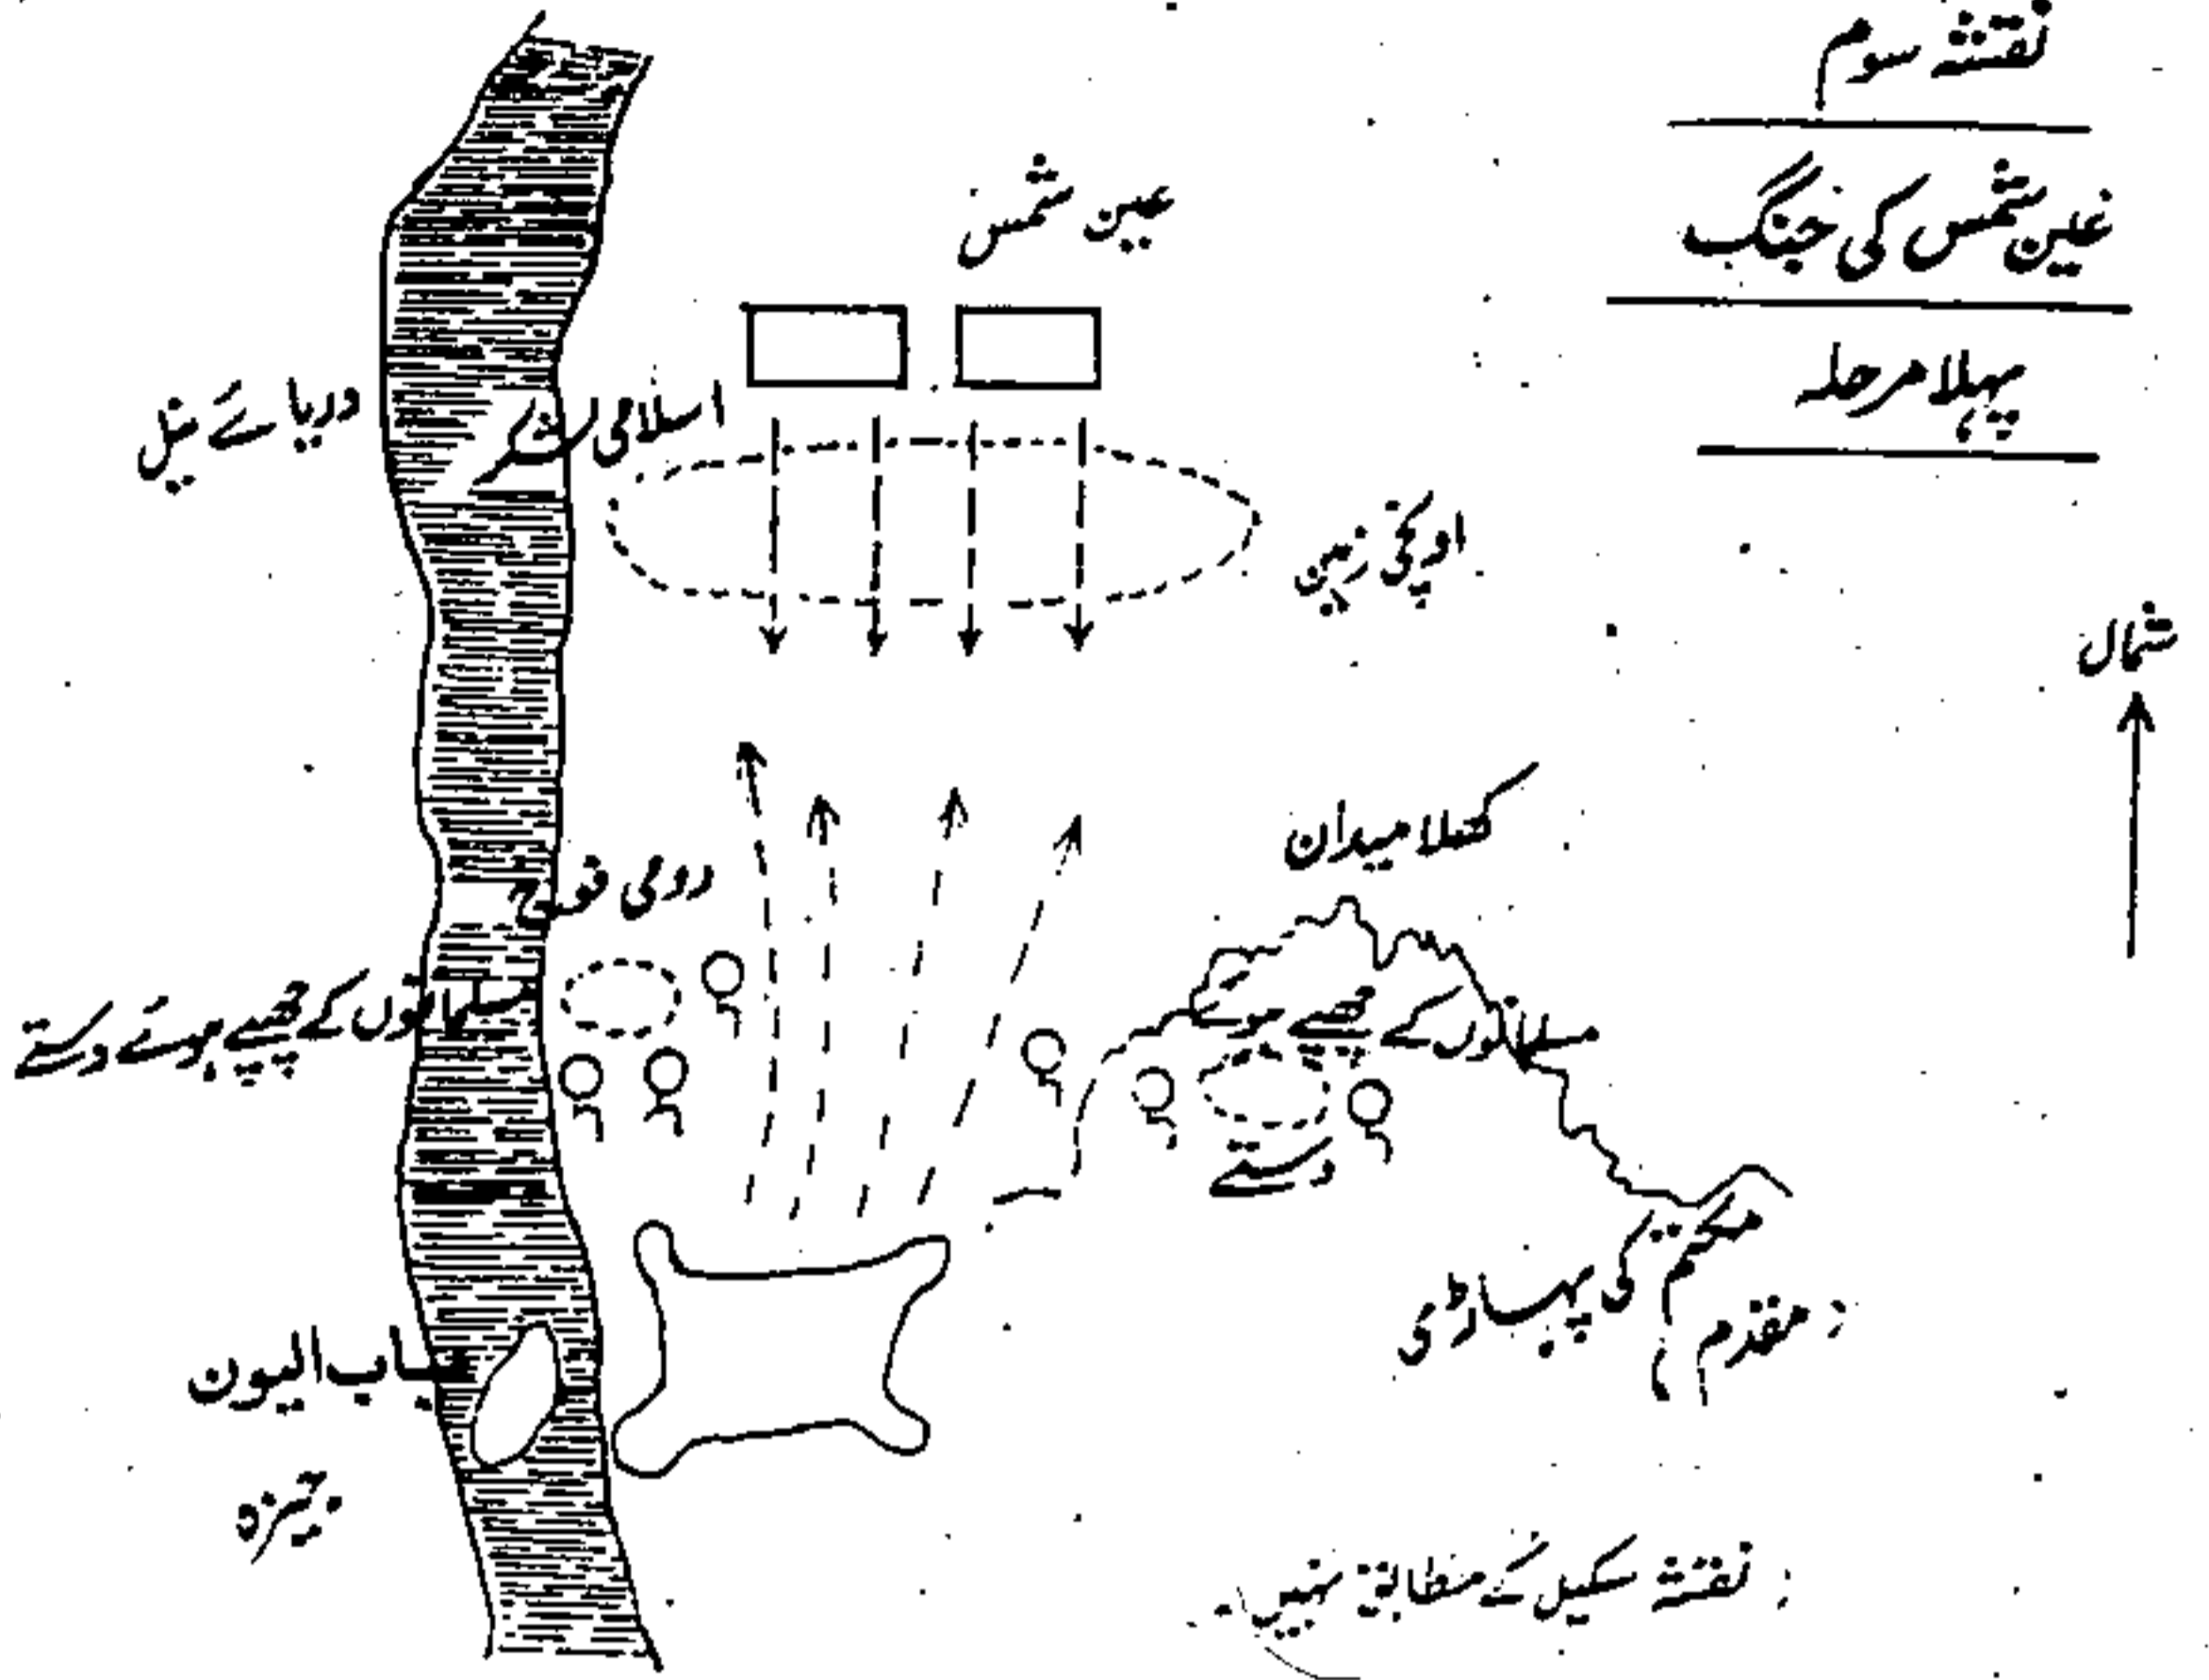 نقشہ سوم
عین شمس کی جنگ
پہلا مرحلہ
عین شمس
دریائے نیل
اسلامی لشکر
اونچی زمین
شمال
کھلا میدان
رومی فوج
مسلمانوں کے چھپے ہوئے دستے
مسلمانوں کے چھپے ہوئے
دستے
مقتم کی پہاڑی
مقدم
باب الیون
جیزہ
نقشہ سکیل کے مطابق نہیں